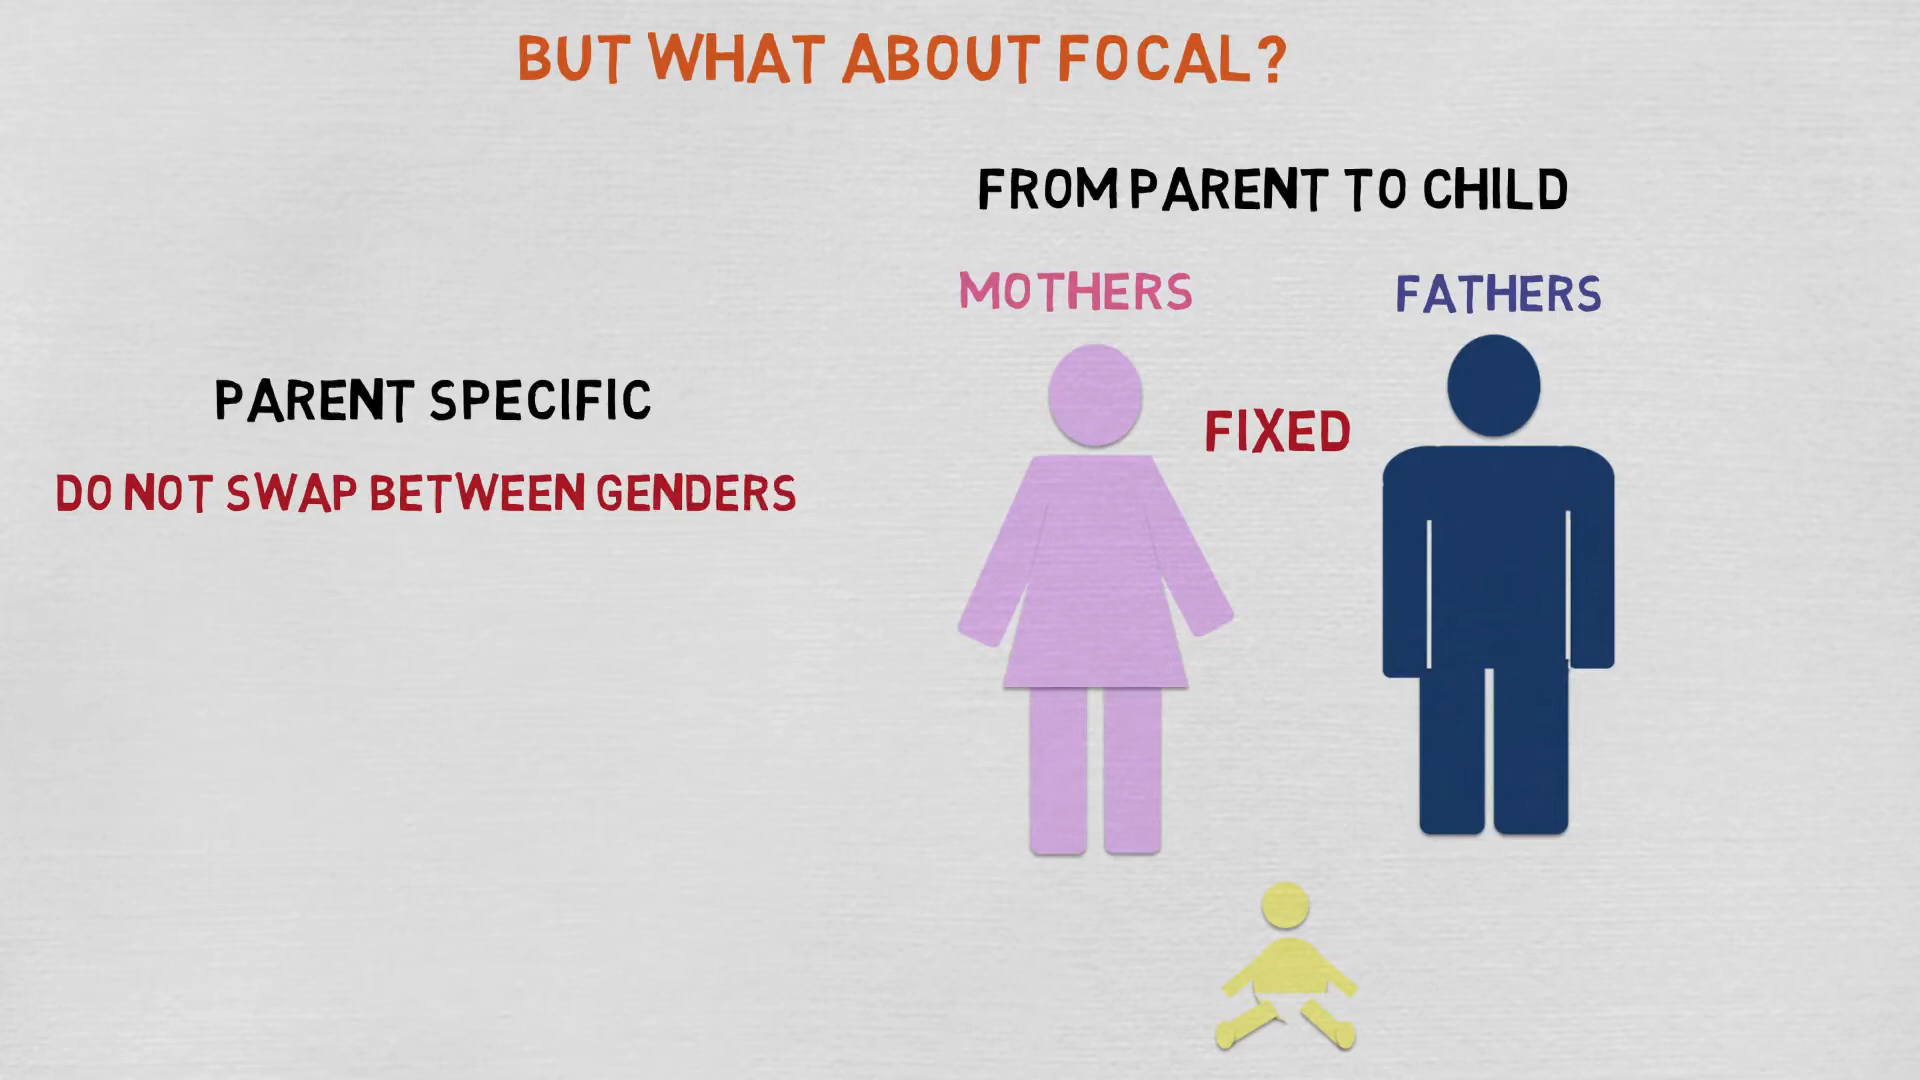 BUT WHAT ABOUT FOCAL?
FROM PARENT TO CHILD
MOTHERS
FATHERS
PARENT SPECIFIC
FIXED
DO NOT SWAP BETWEEN GENDERS